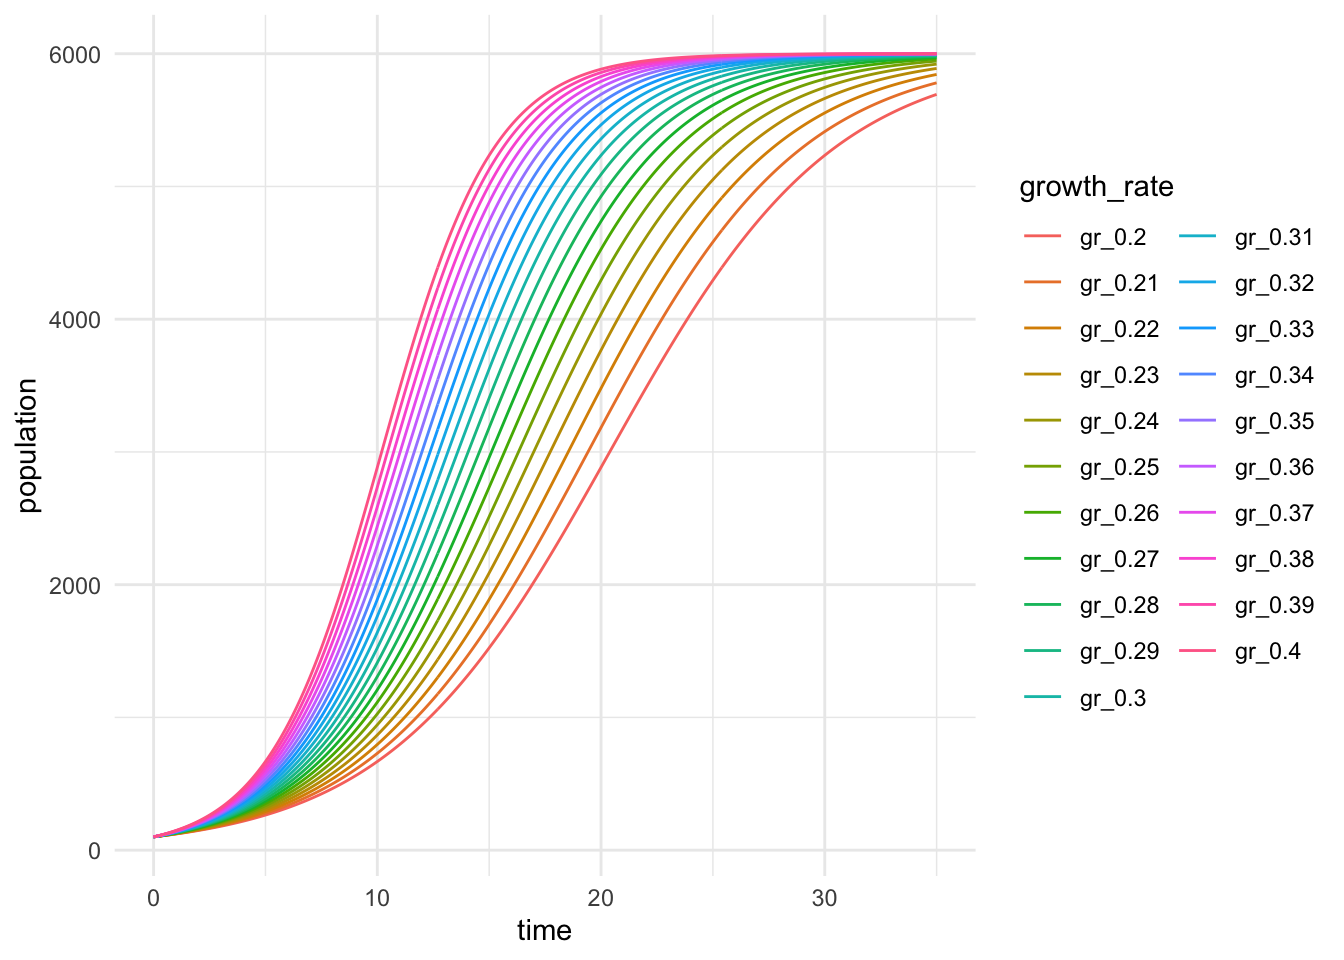 6000
4000
2000
0
population
0 10 20 30
time
growth_rate
gr_0.2 gr_0.31
gr_0.21 gr_0.32
gr_0.22 gr_0.33
gr_0.23 gr_0.34
gr_0.24 gr_0.35
gr_0.25 gr_0.36
gr_0.26 gr_0.37
gr_0.27 gr_0.38
gr_0.28 gr_0.39
gr_0.29 gr_0.4
gr_0.3